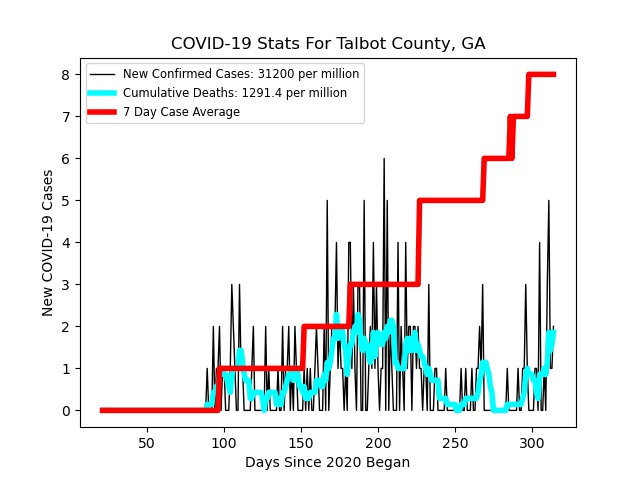 COVID-19 Stats For Talbot County, GA
New Confirmed Cases: 31200 per million
Cumulative Deaths: 1291.4 per million
7 Day Case Average
New COVID-19 Cases
8
7
6
5
4
3
2
1
0
50 100 150 200 250 300
Days Since 2020 Began